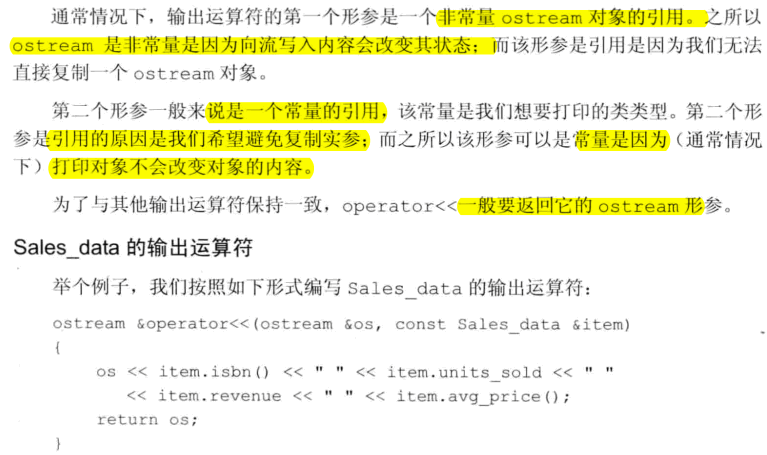 通常情况下，输出运算符的第一个形参是一个非常量 ostream 对象的引用。之所以
ostream 是非常量是因为向流写入内容会改变其状态；而该形参是引用是因为我们无法
直接复制一个 ostream 对象。
第二个形参一般来说是一个常量的引用，该常量是我们想要打印的类类型。第二个形
参是引用的原因是我们希望避免复制实参；而之所以该形参可以是常量是因为（通常情况
下）打印对象不会改变对象的内容。
为了与其他输出运算符保持一致，operator<<一般要返回它的 ostream 形参。
Sales_data 的输出运算符
举个例子，我们按照如下形式编写 Sales_data 的输出运算符：
ostream &operator<<(ostream &os, const Sales_data &item)
{
os << item.isbn() << " " << item.units_sold << " "
<< item.revenue << " " << item.avg_price();
return os;
}